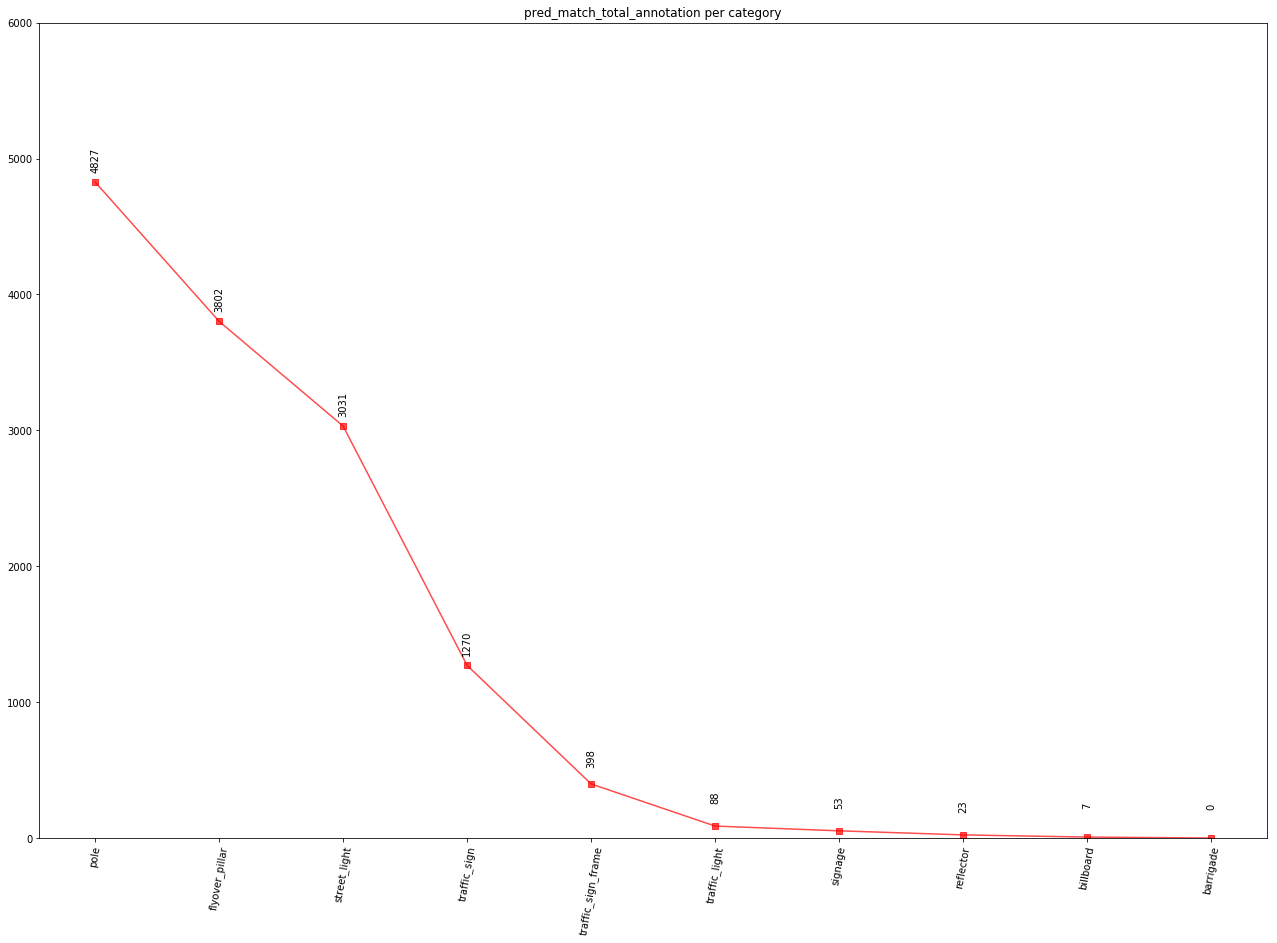 pred_match_total_annotation per category
6000
5000
4000
3000
2000
1000
0
4827
3802
3031
1270
398
88
53
23
7
0
pole
flyover_pillar
street_light
traffic_sign
traffic_sign_frame
traffic_light
signage
reflector
billboard
barrigade